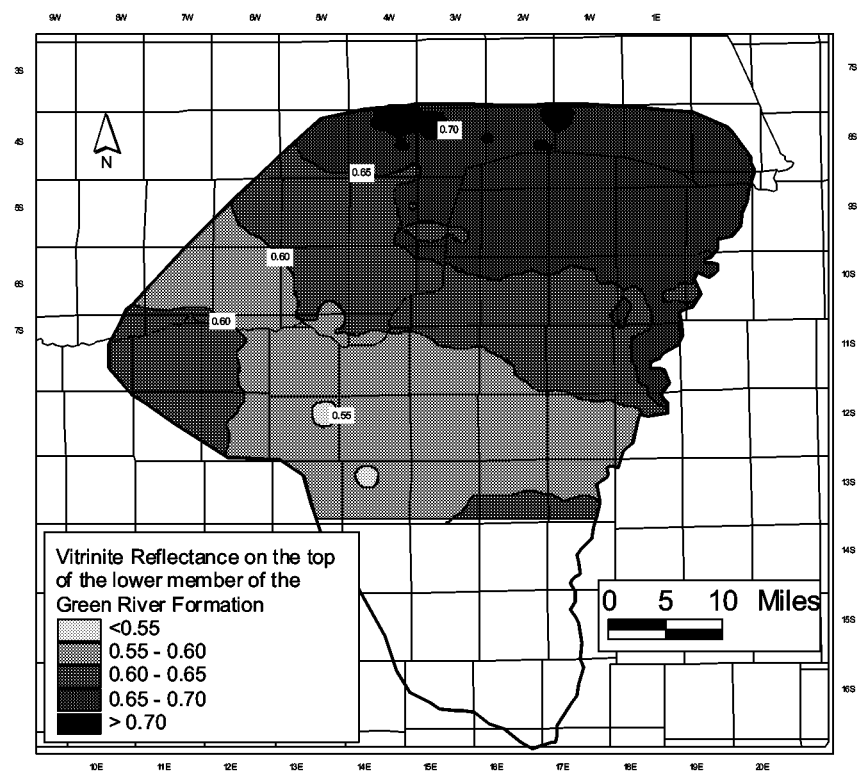 9W 8W 7W 6W 5W 4W 3W 2W 1W 1E
3S 7S
4S 8S
0.70
0.65
N
5S 9S
0.60
6S 10S
0.60
7S 11S
0.55 12S
13S
14S
Vitrinite Reflectance on the top
of the lower member of the
Green River Formation
<0.55
0.55 - 0.60
0.60 - 0.65
0.65 - 0.70
> 0.70
0 5 10 Miles
15S
16S
10E 11E 12E 13E 14E 15E 16E 17E 18E 19E 20E